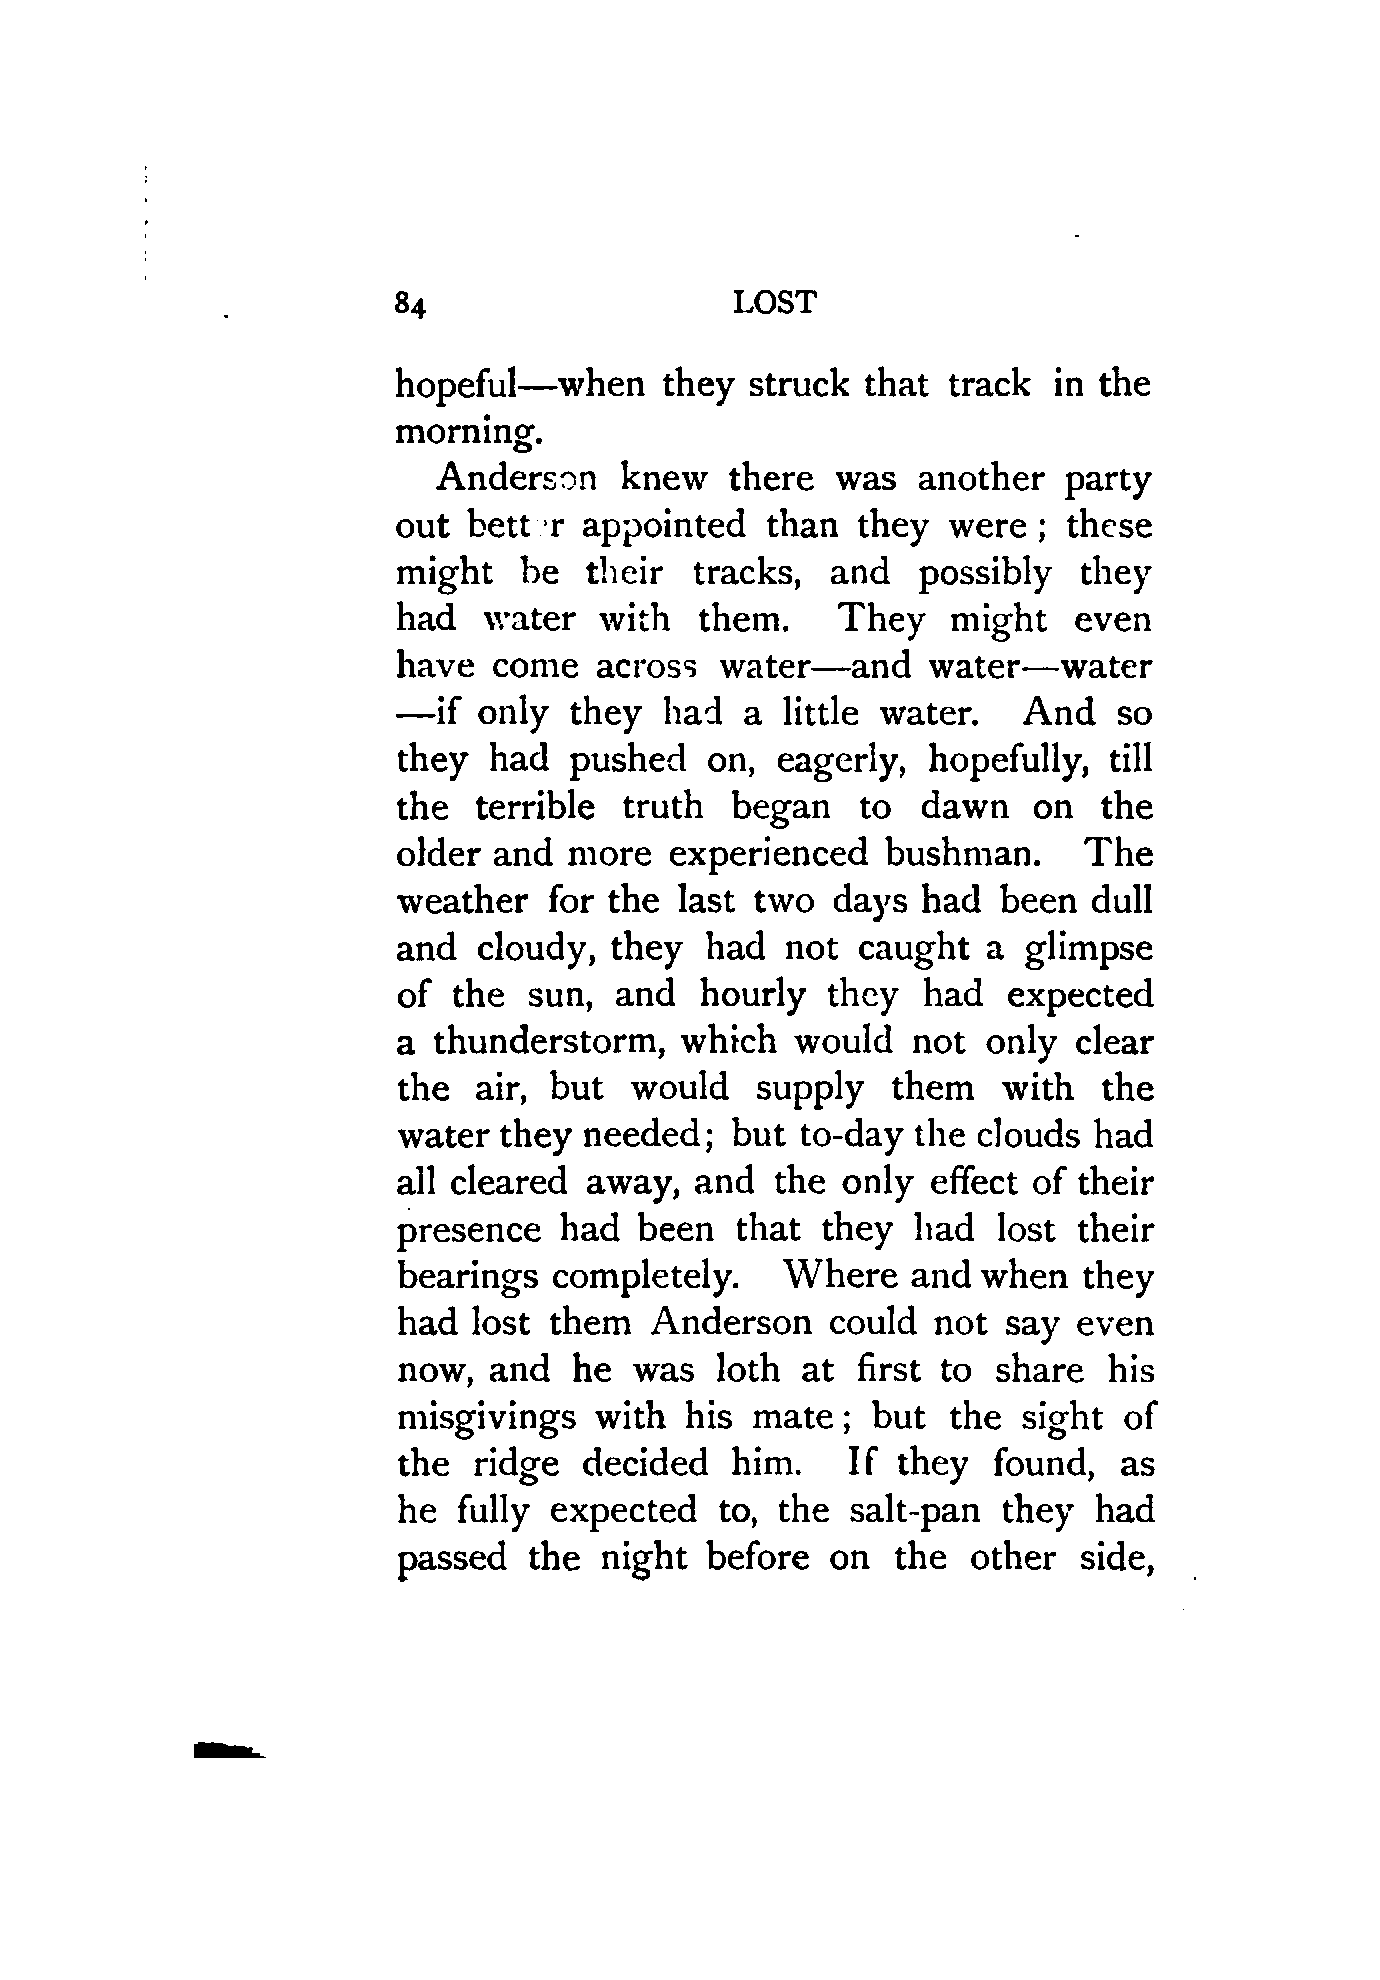 84 LOST
hopeful—when they struck that track in the
morning.
Anderson knew there was another party
out better appointed than they were ; these
might be their tracks, and possibly they
had water with them. They might even
have come across water—and water—water
—if only they had a little water. And so
they had pushed on, eagerly, hopefully, till
the terrible truth began to dawn on the
older and more experienced bushman. The
weather for the last two days had been dull
and cloudy, they had not caught a glimpse
of the sun, and hourly they had expected
a thunderstorm, which would not only clear
the air, but would supply them with the
water they needed; but to-day the clouds had
all cleared away, and the only effect of their
presence had been that they had lost their
bearings completely. Where and when they
had lost them Anderson could not say even
now, and he was loth at first to share his
misgivings with his mate ; but the sight of
the ridge decided him. If they found, as
he fully expected to, the salt-pan they had
passed the night before on the other side,